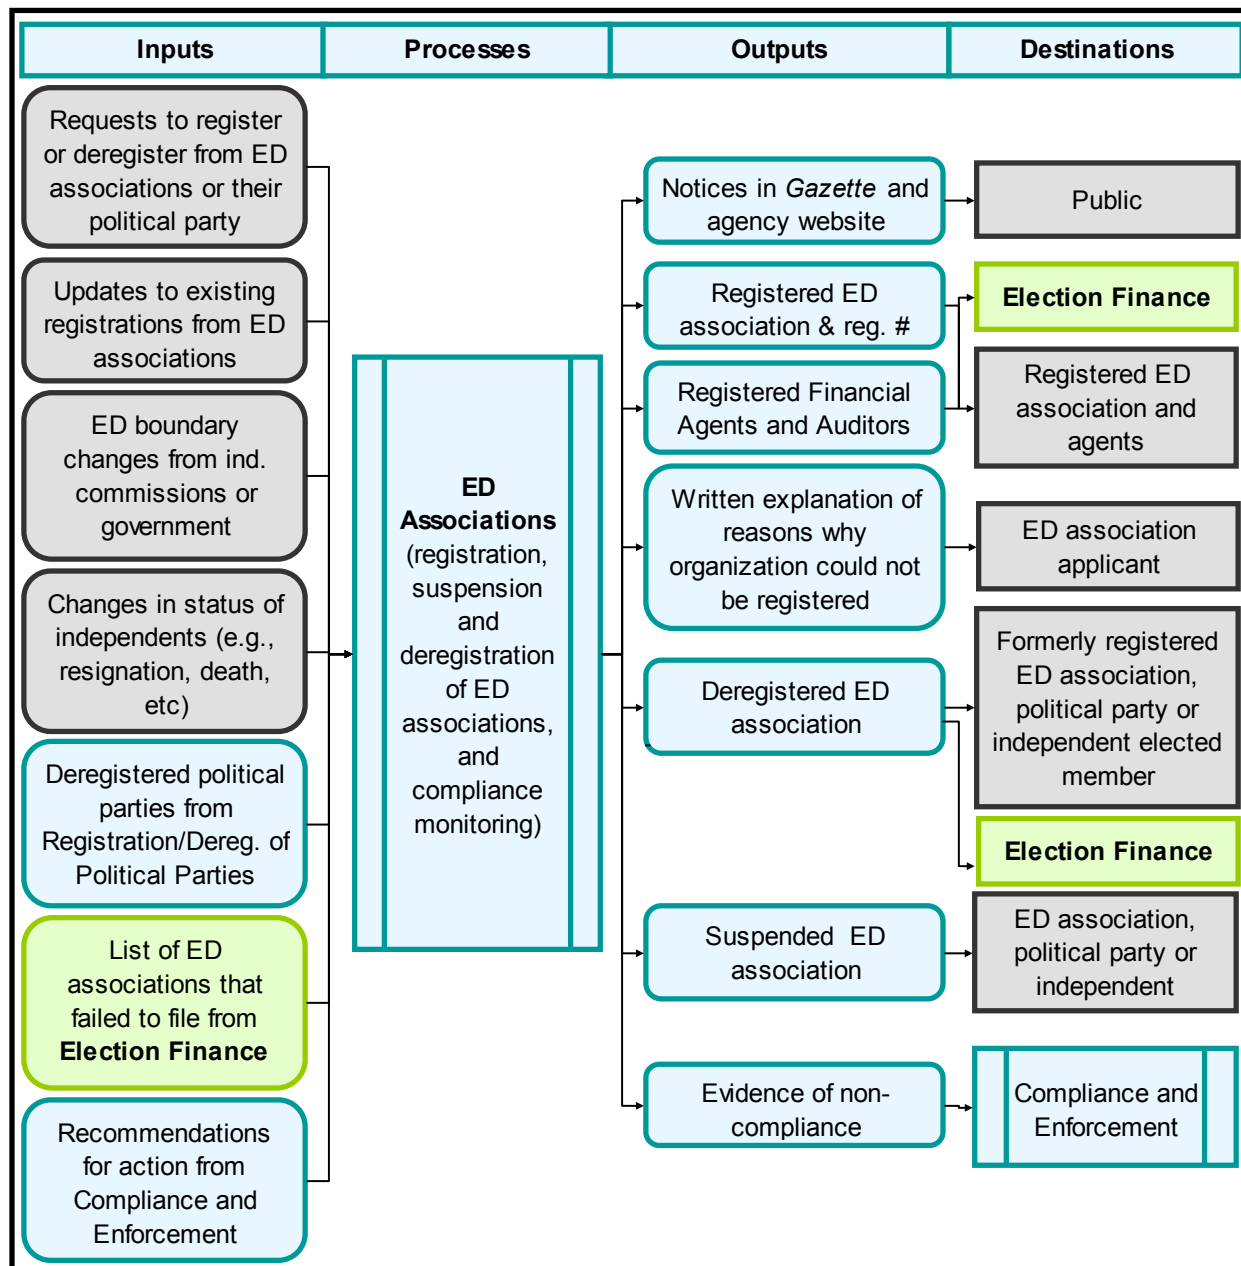 Inputs
Processes
Outputs
Destinations
Requests to register
or deregister from ED
associations or their
political party
Updates to existing
registrations from ED
associations
ED boundary
changes from ind.
commissions or
government
Changes in status of
independents (e.g.,
resignation, death,
etc)
Deregistered political
parties from
Registration/Dereg. of
Political Parties
List of ED
associations that
failed to file from
Election Finance
Recommendations
for action from
Compliance and
Enforcement
ED
Associations
(registration,
suspension
and
deregistration
of ED
associations,
and
compliance
monitoring)
Notices in Gazette and
agency website
Registered ED
association & reg. #
Registered Financial
Agents and Auditors
Written explanation of
reasons why
organization could not
be registered
Deregistered ED
association
Suspended ED
association
Evidence of non-
compliance
Public
Election Finance
Registered ED
association and
agents
ED association
applicant
Formerly registered
ED association,
political party or
independent elected
member
Election Finance
ED association,
political party or
independent
Compliance and
Enforcement